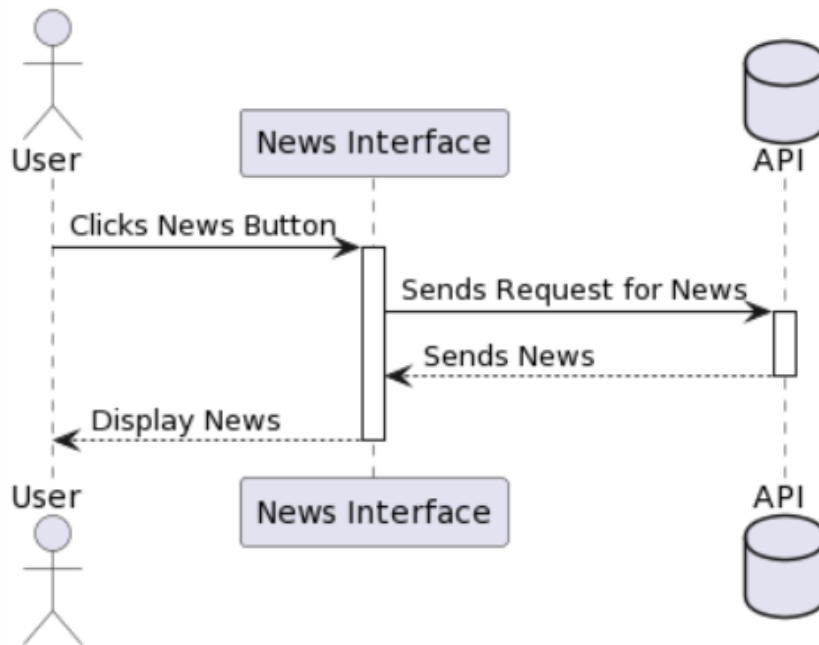 User
News Interface
API
Clicks News Button
Sends Request for News
Sends News
Display News
User
News Interface
API